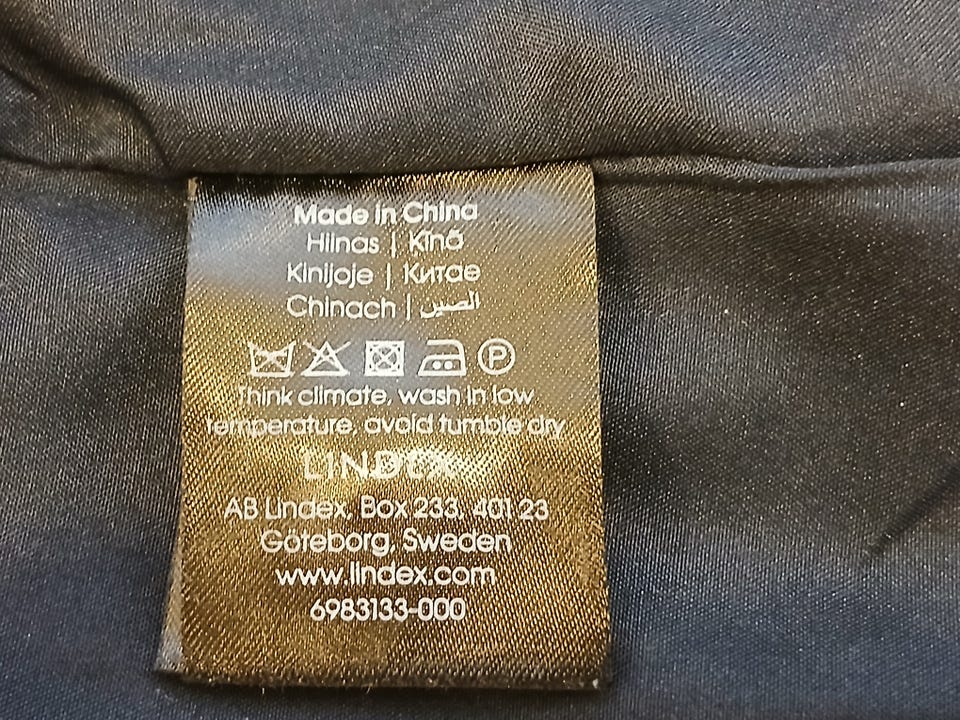 Made in China
Hiinas | Ķīnā
Kinijoje | Китае
Chinach | الصين
P
Think climate, wash in low
temperature, avoid tumble dry
LINDEX
AB Lindex, Box 233, 401 23
Göteborg, Sweden
www.lindex.com
6983133-000